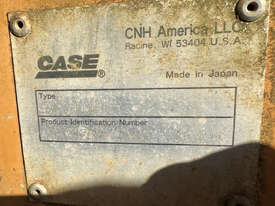 CNH America LLC
Racine, WI 53404 U.S.A.
CASE®
Made in Japan
Type
Product Identification Number